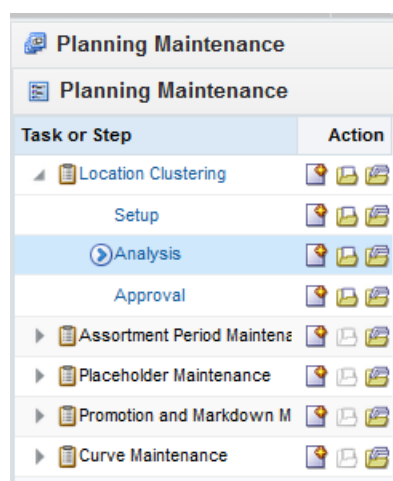 Planning Maintenance
Planning Maintenance
Task or Step Action
Location Clustering
Setup
Analysis
Approval
Assortment Period Maintena
Placeholder Maintenance
Promotion and Markdown M
Curve Maintenance